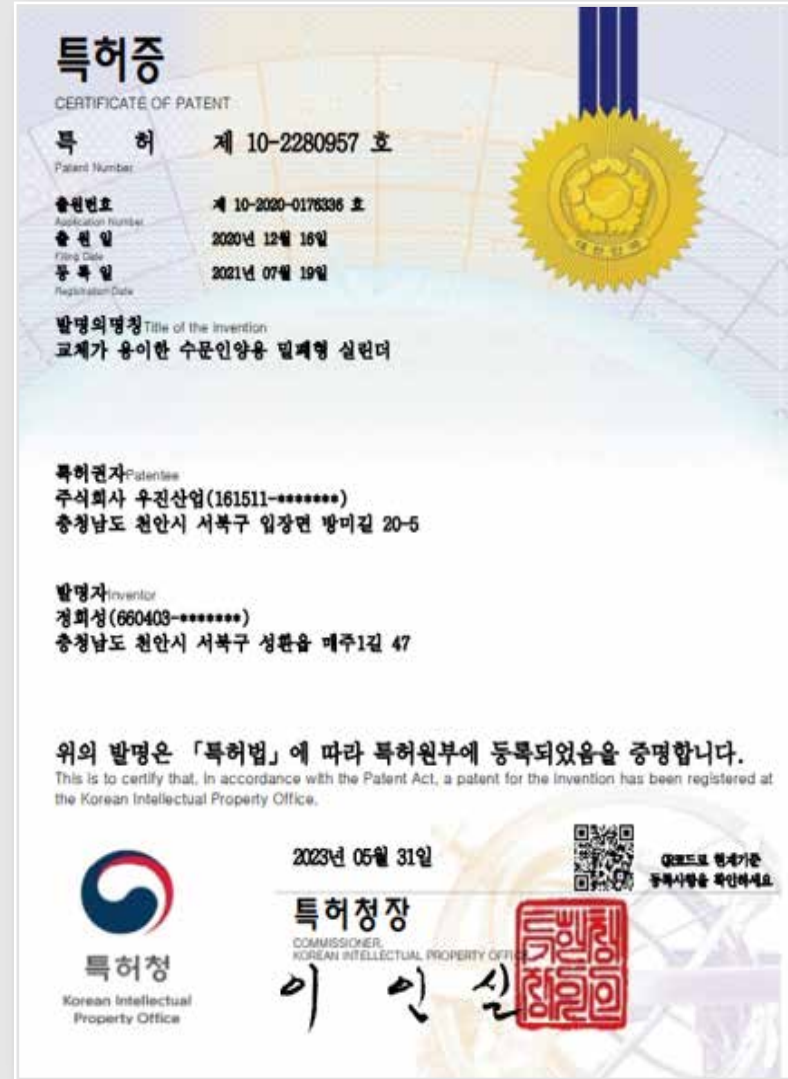 특허증
CERTIFICATE OF PATENT
특 허 제 10-2280957 호
Patent Number
출원번호 제 10-2020-0176336 호
Application Number
출 원 일 2020년 12월 16일
Filing Date
등 록 일 2021년 07월 19일
Registration Date
발명의명칭 Title of the Invention
교체가 용이한 수문인양용 밀폐형 실린더
특허권자 Patentee
주식회사 우진산업(161511-*******)
충청남도 천안시 서북구 입장면 방미길 20-5
발명자 Inventor
정희성(660403-*******)
충청남도 천안시 서북구 성환읍 매주1길 47
위의 발명은 「특허법」에 따라 특허원부에 등록되었음을 증명합니다.
This is to certify that, in accordance with the Patent Act, a patent for the invention has been registered at
the Korean Intellectual Property Office.
2023년 05월 31일
QR코드로 현재기준
등록사항을 확인하세요
특허청장
COMMISSIONER,
KOREAN INTELLECTUAL PROPERTY OFFICE
이 인 실
특허청
Korean Intellectual
Property Office
대한민국